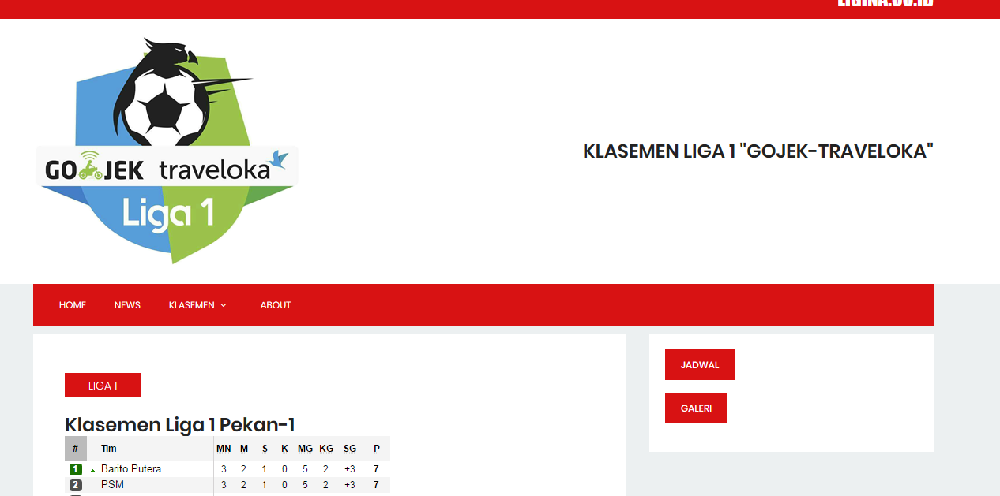 LIGINA.CO.ID
GO JEK traveloka
Liga 1
KLASEMEN LIGA 1 "GOJEK-TRAVELOKA"
HOME NEWS KLASEMEN ABOUT
LIGA 1
Klasemen Liga 1 Pekan-1
# Tim MN M S K MG KG SG P
1 Barito Putera 3 2 1 0 5 2 +3 7
2 PSM 3 2 1 0 5 2 +3 7
JADWAL
GALERI